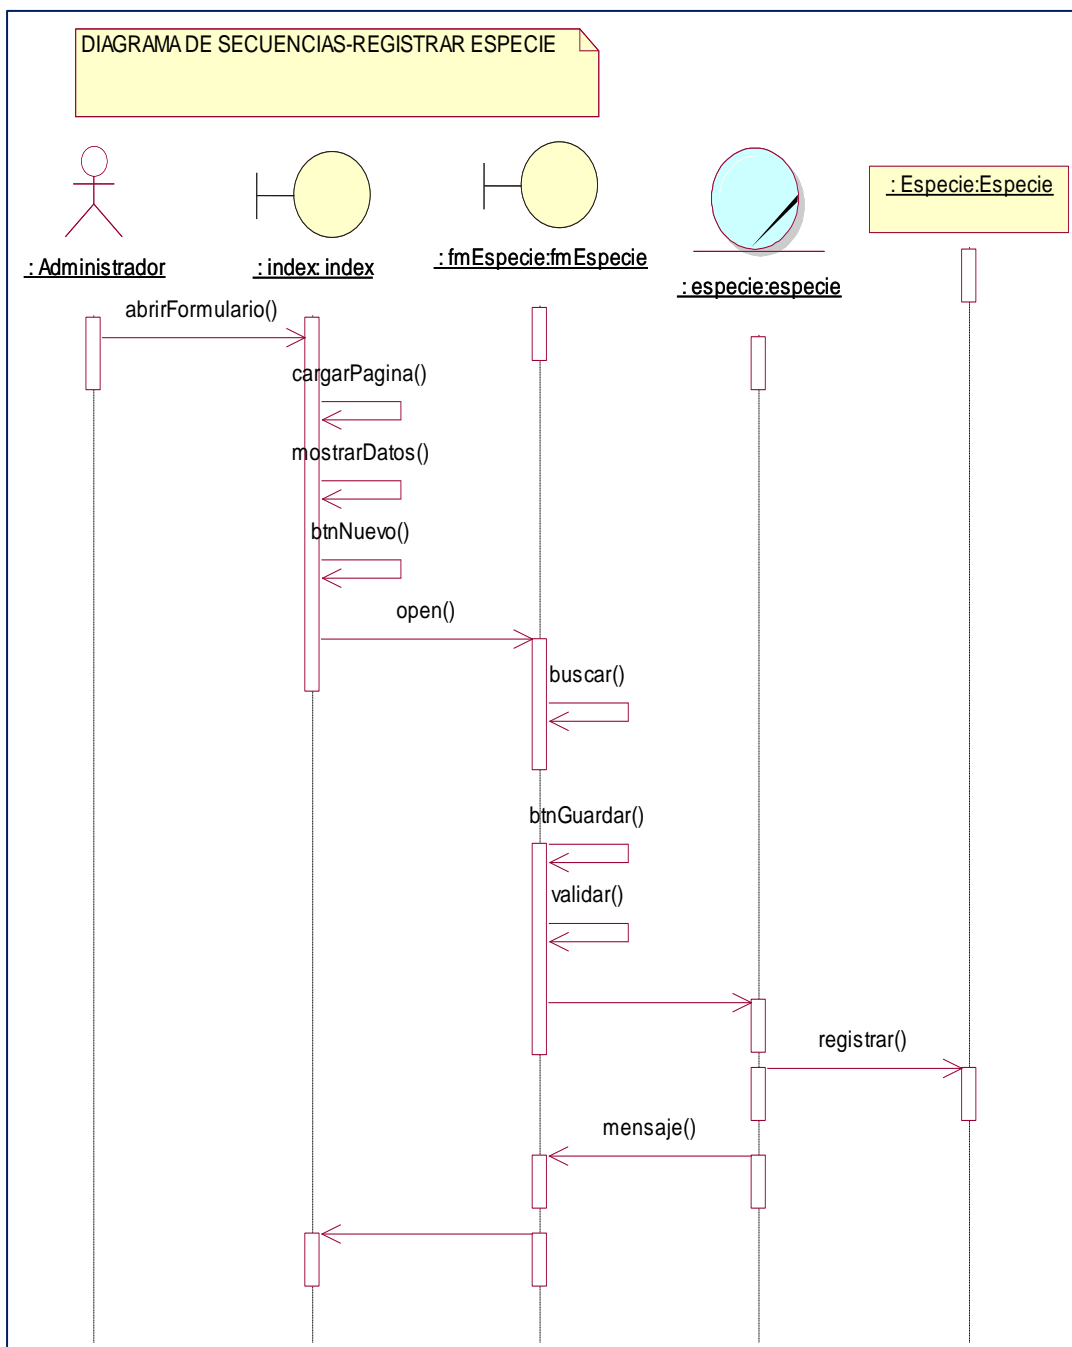 DIAGRAMA DE SECUENCIAS-REGISTRAR ESPECIE
: Administrador
: index: index
: fmEspecie:fmEspecie
: especie:especie
: Especie:Especie
abrirFormulario()
cargarPagina()
mostrarDatos()
btnNuevo()
open()
buscar()
btnGuardar()
validar()
registrar()
mensaje()